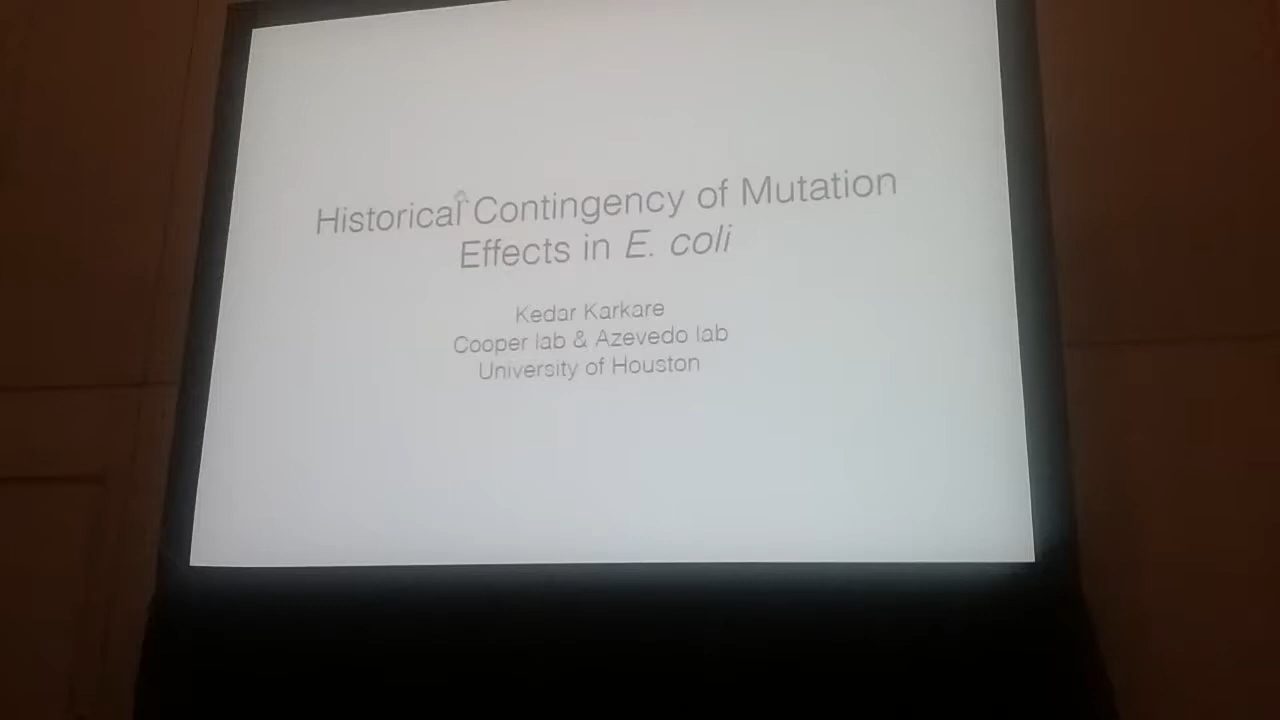 Historical Contingency of Mutation
Effects in E. coli
Kedar Karkare
Cooper lab & Azevedo lab
University of Houston